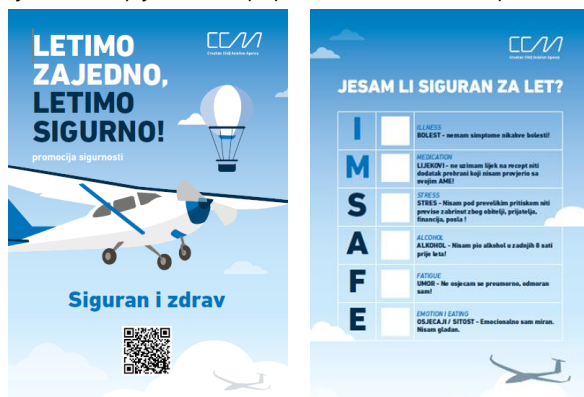 LETIMO
ZAJEDNO,
LETIMO
SIGURNO!
promocija sigurnosti
CCAA
Croatian Civil Aviation Agency
Siguran i zdrav
CCAA
Croatian Civil Aviation Agency
JESAM LI SIGURAN ZA LET?
I
ILLNESS
BOLEST - nemam simptome nikakve bolesti!
M
MEDICATION
LIJEKOVI - ne uzimam lijek na recept niti
dodatak prehrani koji nisam provjerio sa
svojim AME!
S
STRESS
STRES - Nisam pod prevelikim pritiskom niti
previse zabrinut zbog obitelji, prijatelja,
financija, posla !
A
ALCOHOL
ALKOHOL - Nisam pio alkohol u zadnjih 8 sati
prije leta!
F
FATIGUE
UMOR - Ne osjecam se preumorno, odmoran
sam!
E
EMOTION I EATING
OSJECAJI / SITOST - Emocionalno sam miran.
Nisam gladan.